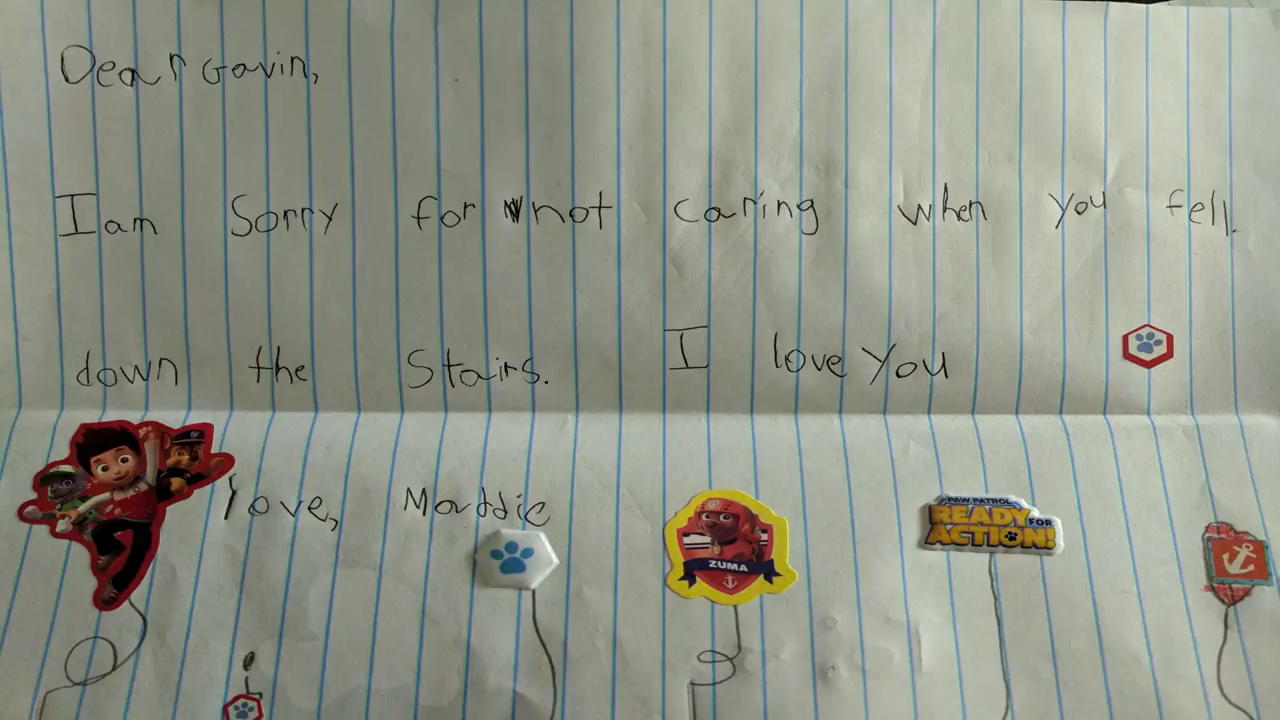 Dear Gavin,
I am Sorry for not caring when you fell.
down the Stairs. I love you
love, Maddie
ZUMA
PAW PATROL
READY FOR
ACTION!